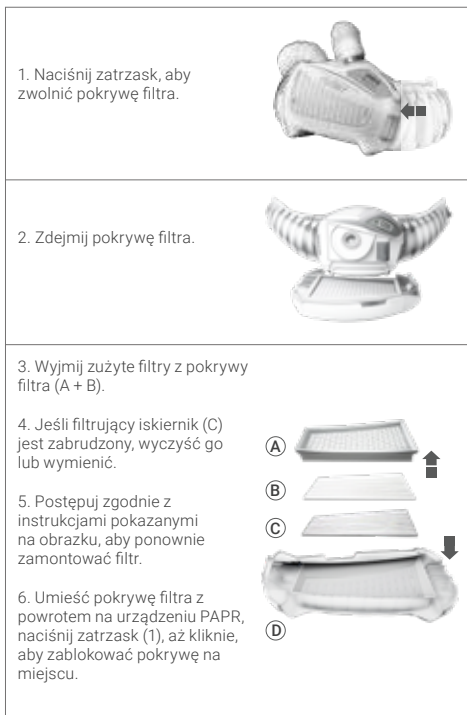 1. Naciśnij zatrzask, aby
zwolnić pokrywę filtra.
2. Zdejmij pokrywę filtra.
3. Wyjmij zużyte filtry z pokrywy
filtra (A + B).
4. Jeśli filtrujący iskiernik (C)
jest zabrudzony, wyczyść go
lub wymienić.
5. Postępuj zgodnie z
instrukcjami pokazanymi
na obrazku, aby ponownie
zamontować filtr.
6. Umieść pokrywę filtra z
powrotem na urządzeniu PAPR,
naciśnij zatrzask (1), aż kliknie,
aby zablokować pokrywę na
miejscu.
A
B
C
D